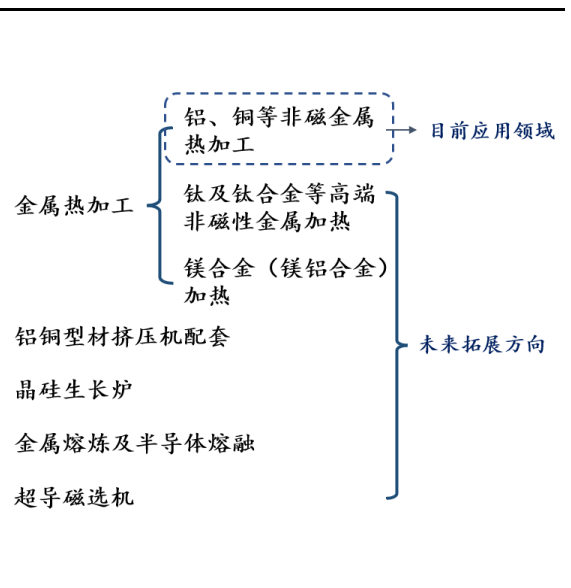 铝、铜等非磁金属
热加工
目前应用领域
金属热加工
钛及钛合金等高端
非磁性金属加热
镁合金（镁铝合金）
加热
铝铜型材挤压机配套
未来拓展方向
晶硅生长炉
金属熔炼及半导体熔融
超导磁选机